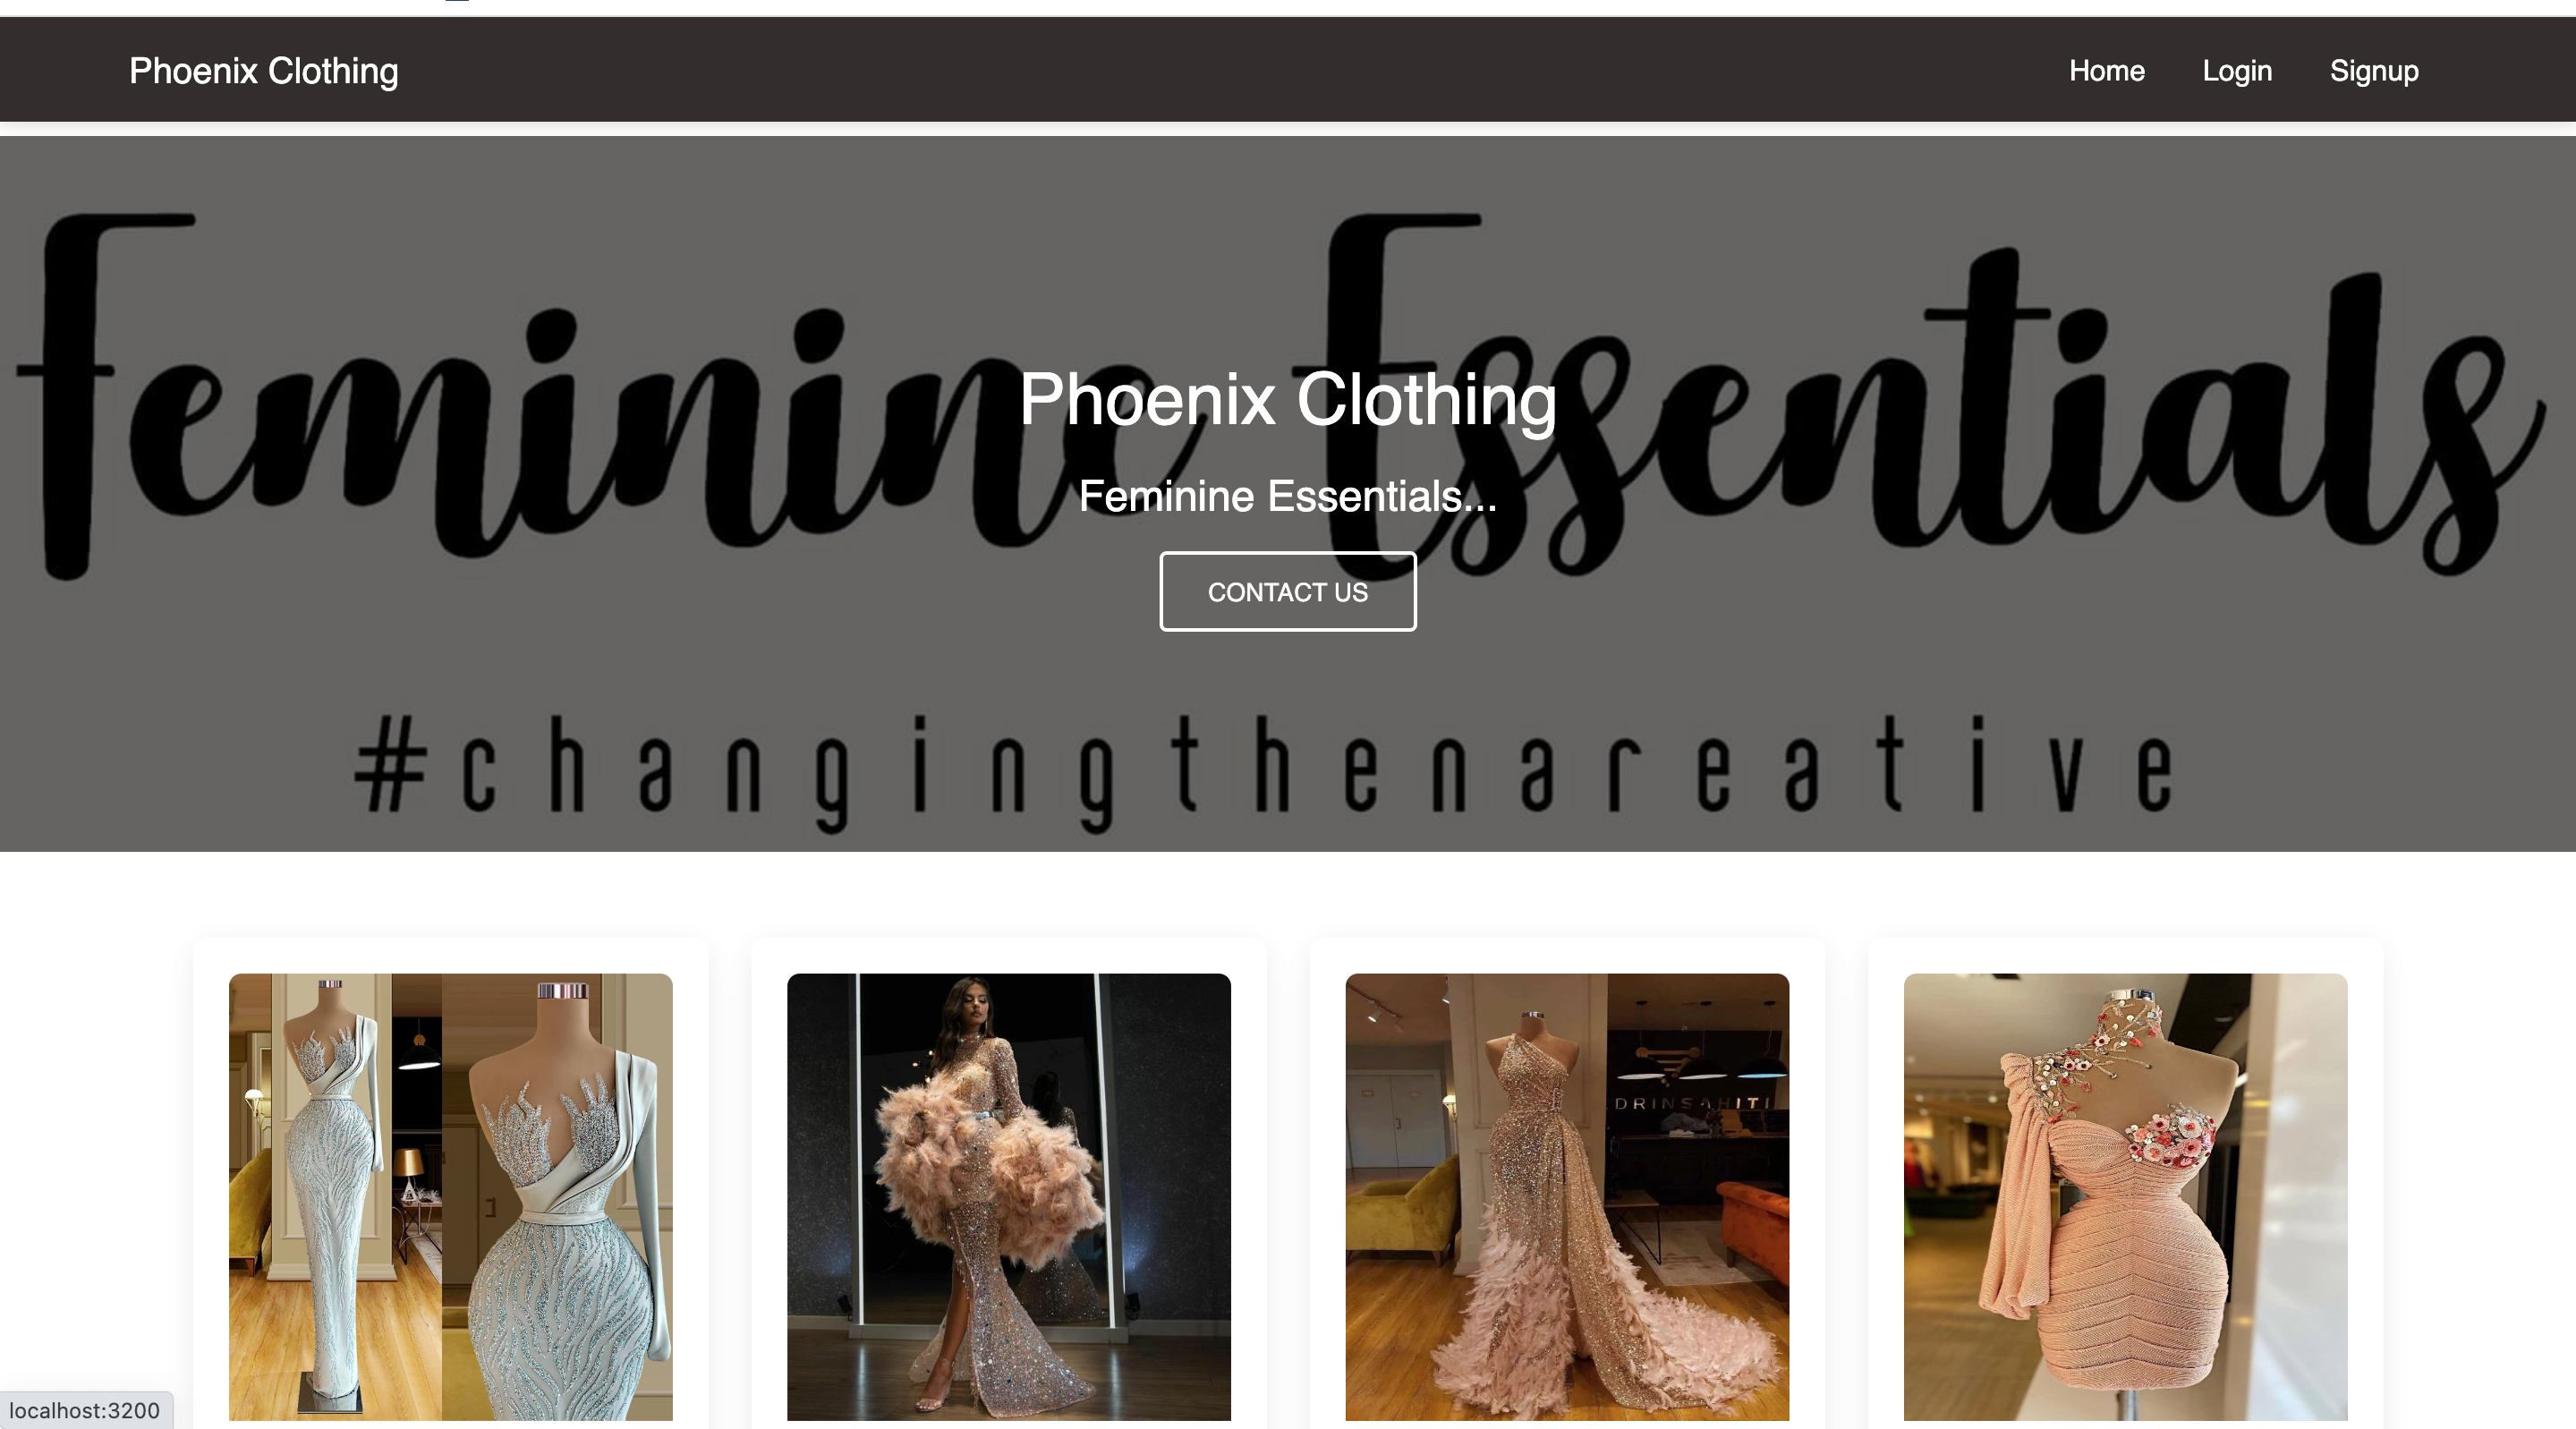 Phoenix Clothing
Home Login Signup
Feminine Essentials
Phoenix Clothing
Feminine Essentials...
CONTACT US
#changingthenareative
DRINSAHITI
localhost:3200